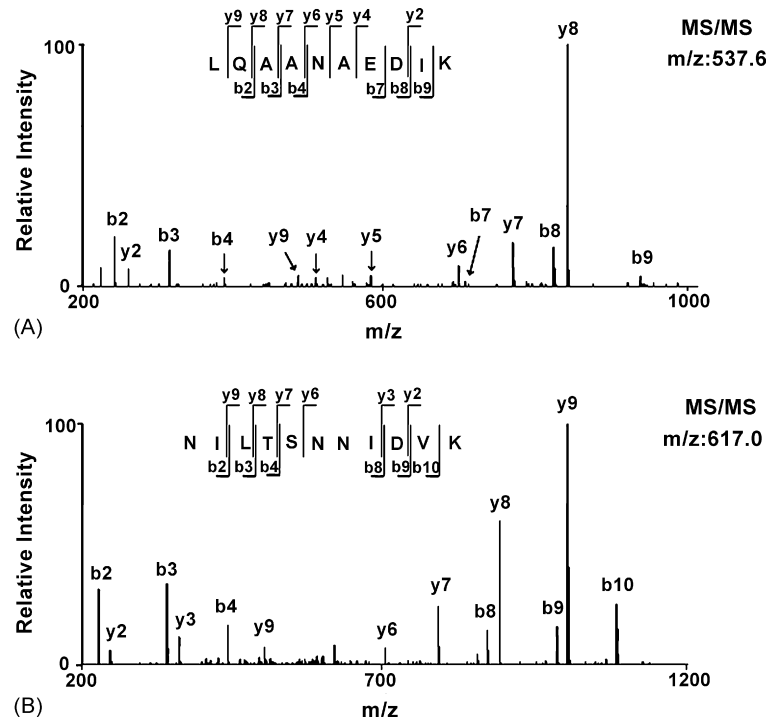 y9 y8 y7 y6 y5 y4 y2
MS/MS
m/z:537.6
L Q A A N A E D I K
b2 b3 b4 b7 b8 b9
100
y8
Relative Intensity
b2
y2
b3
b4
y9
y4
y5
y6
b7
y7
b8
b9
0
200 600 1000
m/z
(A)
y9 y8 y7 y6 y3 y2
MS/MS
m/z:617.0
N I L T S N N I D V K
b2 b3 b4 b8 b9 b10
100
y9
Relative Intensity
b2
y2
b3
y3
b4
y9
y6
y7
b8
y8
b9
b10
0
200 700 1200
m/z
(B)